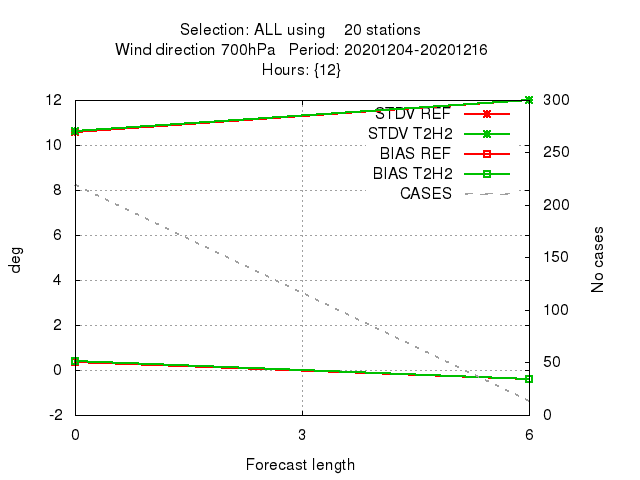 Selection: ALL using    20 stations
Wind direction 700hPa   Period: 20201204-20201216
Hours: {12}
12
10
8
6
4
2
0
-2
deg
STDV REF
STDV T2H2
BIAS REF
BIAS T2H2
CASES
300
250
200
150
100
50
0
No cases
0
3
6
Forecast length